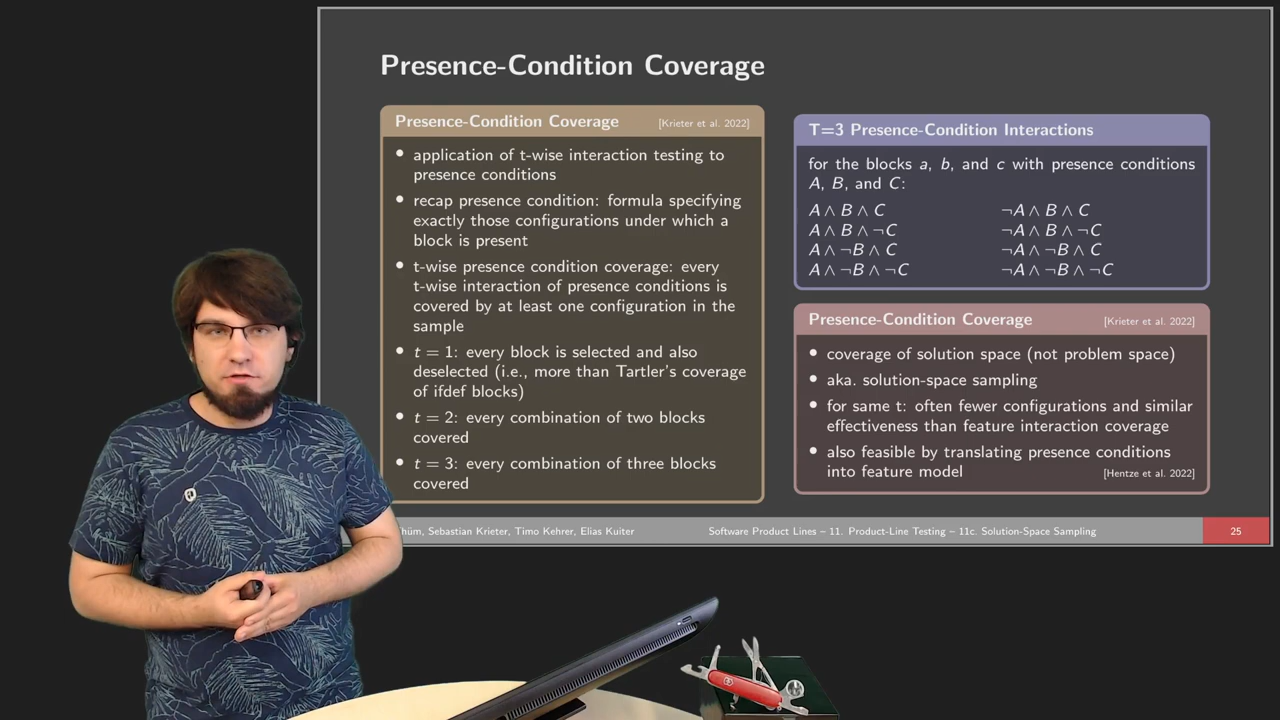 Presence-Condition Coverage
Presence-Condition Coverage [Krieter et al. 2022]
• application of t-wise interaction testing to
presence conditions
• recap presence condition: formula specifying
exactly those configurations under which a
block is present
• t-wise presence condition coverage: every
t-wise interaction of presence conditions is
covered by at least one configuration in the
sample
• t = 1: every block is selected and also
deselected (i.e., more than Tartler's coverage
of ifdef blocks)
• t = 2: every combination of two blocks
covered
• t = 3: every combination of three blocks
covered
T=3 Presence-Condition Interactions
for the blocks a, b, and c with presence conditions
A, B, and C:
A ∧ B ∧ C ¬A ∧ B ∧ C
A ∧ B ∧ ¬C ¬A ∧ B ∧ ¬C
A ∧ ¬B ∧ C ¬A ∧ ¬B ∧ C
A ∧ ¬B ∧ ¬C ¬A ∧ ¬B ∧ ¬C
Presence-Condition Coverage [Krieter et al. 2022]
• coverage of solution space (not problem space)
• aka. solution-space sampling
• for same t: often fewer configurations and similar
effectiveness than feature interaction coverage
• also feasible by translating presence conditions
into feature model [Hentze et al. 2022]
hüm, Sebastian Krieter, Timo Kehrer, Elias Kuiter Software Product Lines – 11. Product-Line Testing – 11c. Solution-Space Sampling 25